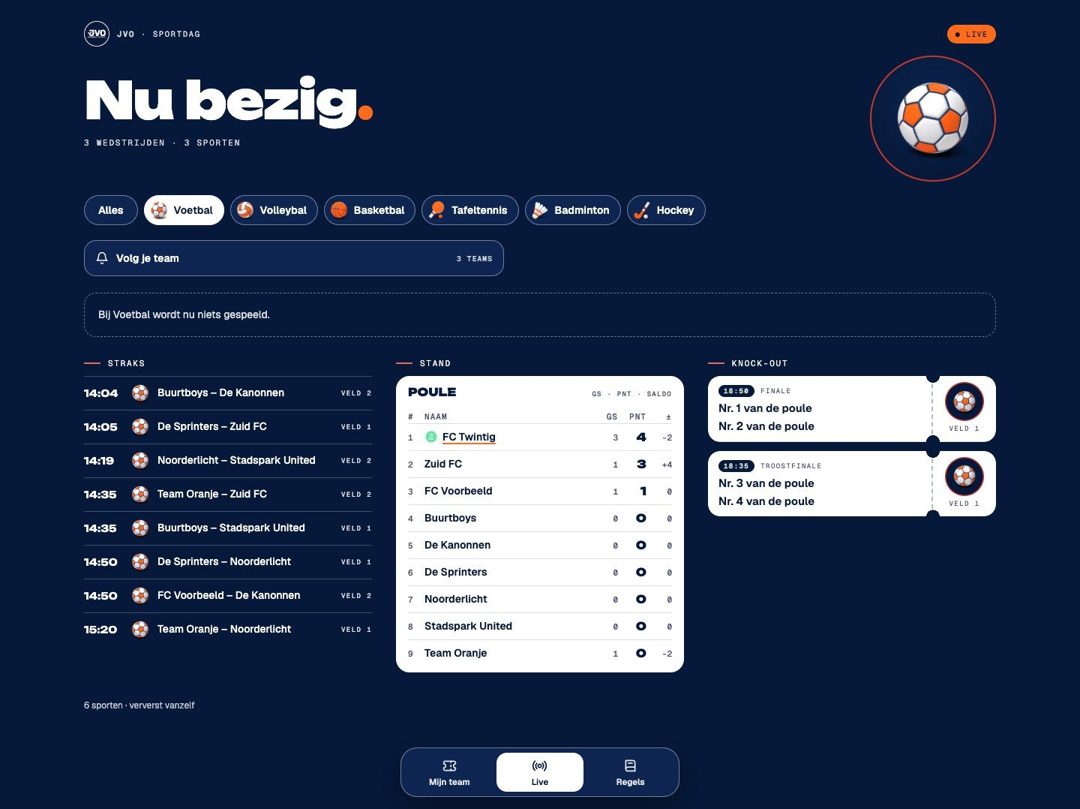 JVO JVO · SPORTDAG
LIVE
Nu bezig.
3 WEDSTRIJDEN · 3 SPORTEN
Alles
Voetbal
Volleybal
Basketbal
Tafeltennis
Badminton
Hockey
Volg je team
3 TEAMS
Bij Voetbal wordt nu niets gespeeld.
STRAKS
14:04 Buurtboys – De Kanonnen VELD 2
14:05 De Sprinters – Zuid FC VELD 1
14:19 Noorderlicht – Stadspark United VELD 2
14:35 Team Oranje – Zuid FC VELD 2
14:35 Buurtboys – Stadspark United VELD 1
14:50 De Sprinters – Noorderlicht VELD 1
14:50 FC Voorbeeld – De Kanonnen VELD 2
15:20 Team Oranje – Noorderlicht VELD 1
STAND
POULE GS · PNT · SALDO
# NAAM GS PNT ±
1 FC Twintig 3 4 -2
2 Zuid FC 1 3 +4
3 FC Voorbeeld 1 1 0
4 Buurtboys 0 0 0
5 De Kanonnen 0 0 0
6 De Sprinters 0 0 0
7 Noorderlicht 0 0 0
8 Stadspark United 0 0 0
9 Team Oranje 1 0 -2
KNOCK-OUT
18:50 FINALE
Nr. 1 van de poule
Nr. 2 van de poule
VELD 1
18:35 TROOSTFINALE
Nr. 3 van de poule
Nr. 4 van de poule
VELD 1
6 sporten · ververst vanzelf
Mijn team
Live
Regels